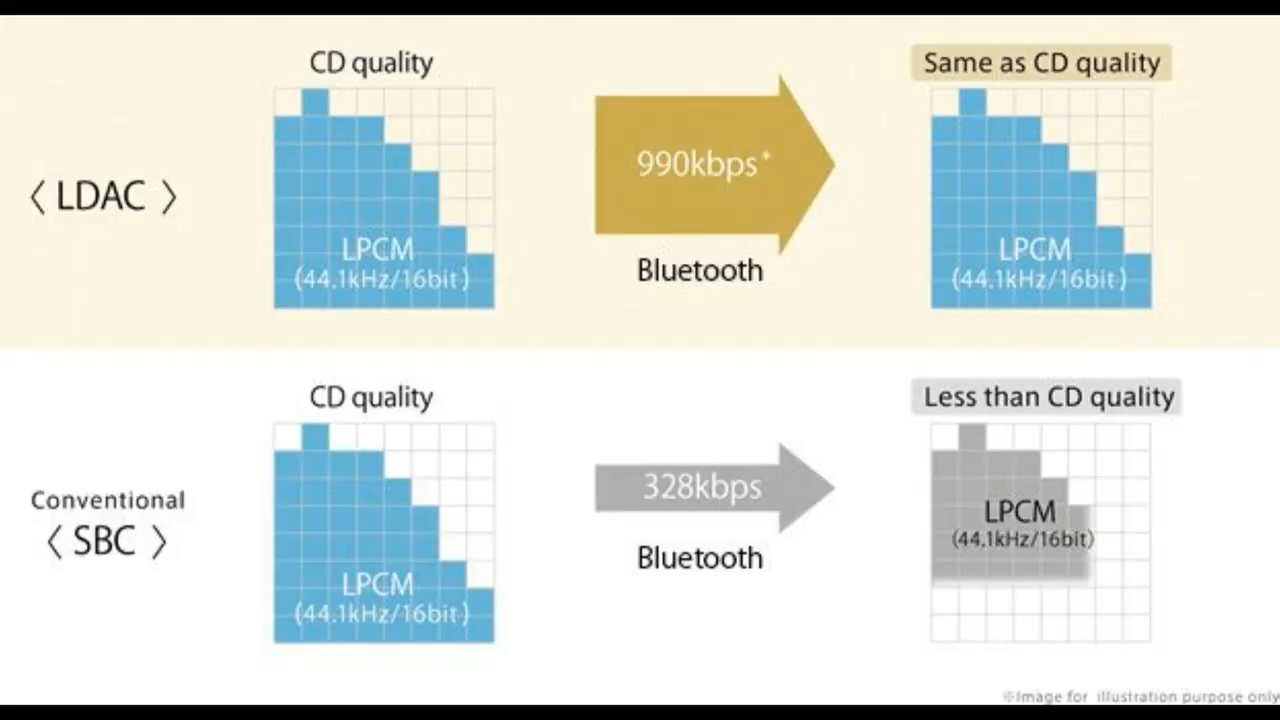 CD quality
Same as CD quality
〈 LDAC 〉
990kbps*
LPCM
(44.1kHz/16bit)
Bluetooth
LPCM
(44.1kHz/16bit)
CD quality
Less than CD quality
Conventional
〈 SBC 〉
328kbps
Bluetooth
LPCM
(44.1kHz/16bit)
LPCM
(44.1kHz/16bit)
※Image for illustration purpose only